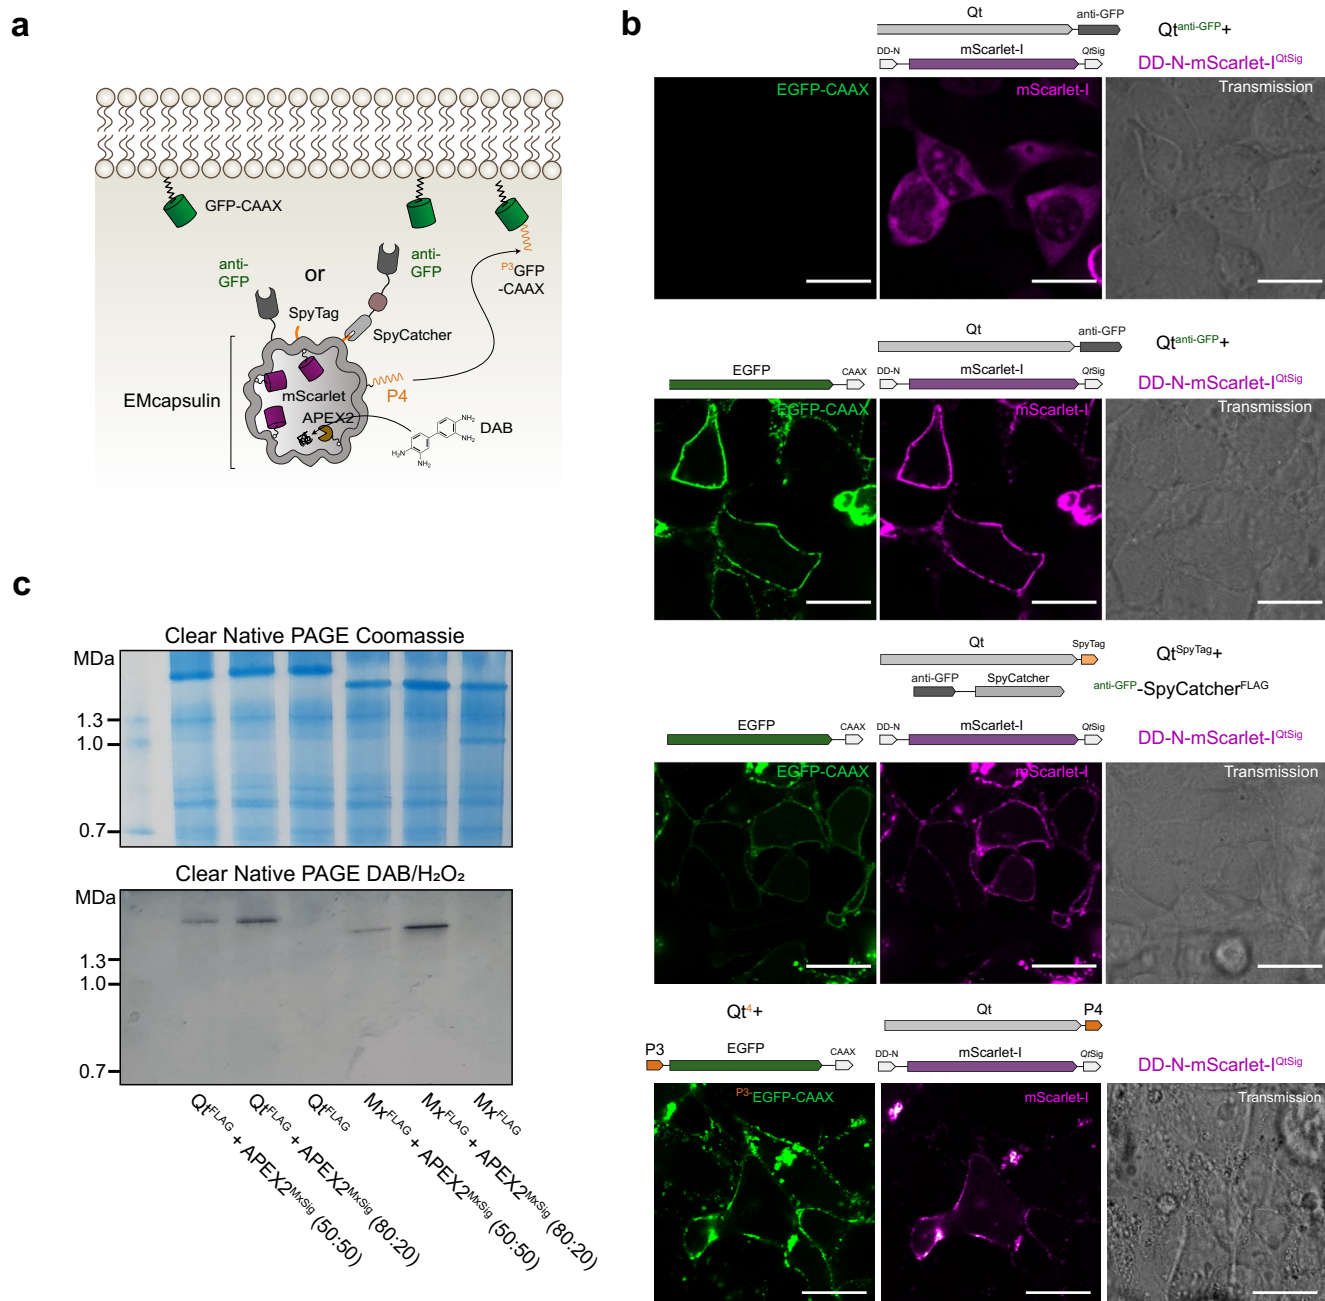 a
GFP-CAAX
anti-
GFP
or
anti-
GFP
P3GFP
-CAAX
SpyTag
SpyCatcher
EMcapsulin
mScarlet
APEX2
P4
DAB
NH₂
NH₂
H₂N
NH₂
b
Qt
anti-GFP
Qtanti-GFP+
DD-N
mScarlet-I
QtSig
DD-N-mScarlet-IQtSig
EGFP-CAAX
mScarlet-I
Transmission
Qt
anti-GFP
Qtanti-GFP+
EGFP
CAAX
DD-N
mScarlet-I
QtSig
DD-N-mScarlet-IQtSig
EGFP-CAAX
mScarlet-I
Transmission
Qt
SpyTag
QtSpyTag+
anti-GFP
SpyCatcher
anti-GFP-SpyCatcherFLAG
EGFP
CAAX
DD-N
mScarlet-I
QtSig
DD-N-mScarlet-IQtSig
EGFP-CAAX
mScarlet-I
Transmission
Qt4+
Qt
P4
P3
EGFP
CAAX
DD-N
mScarlet-I
QtSig
DD-N-mScarlet-IQtSig
P3-EGFP-CAAX
mScarlet-I
Transmission
c
Clear Native PAGE Coomassie
MDa
1.3
1.0
0.7
Clear Native PAGE DAB/H₂O₂
MDa
1.3
1.0
0.7
QtFLAG + APEX2MxSig (50:50)
QtFLAG + APEX2MxSig (80:20)
QtFLAG
MxFLAG + APEX2MxSig (50:50)
MxFLAG + APEX2MxSig (80:20)
MxFLAG